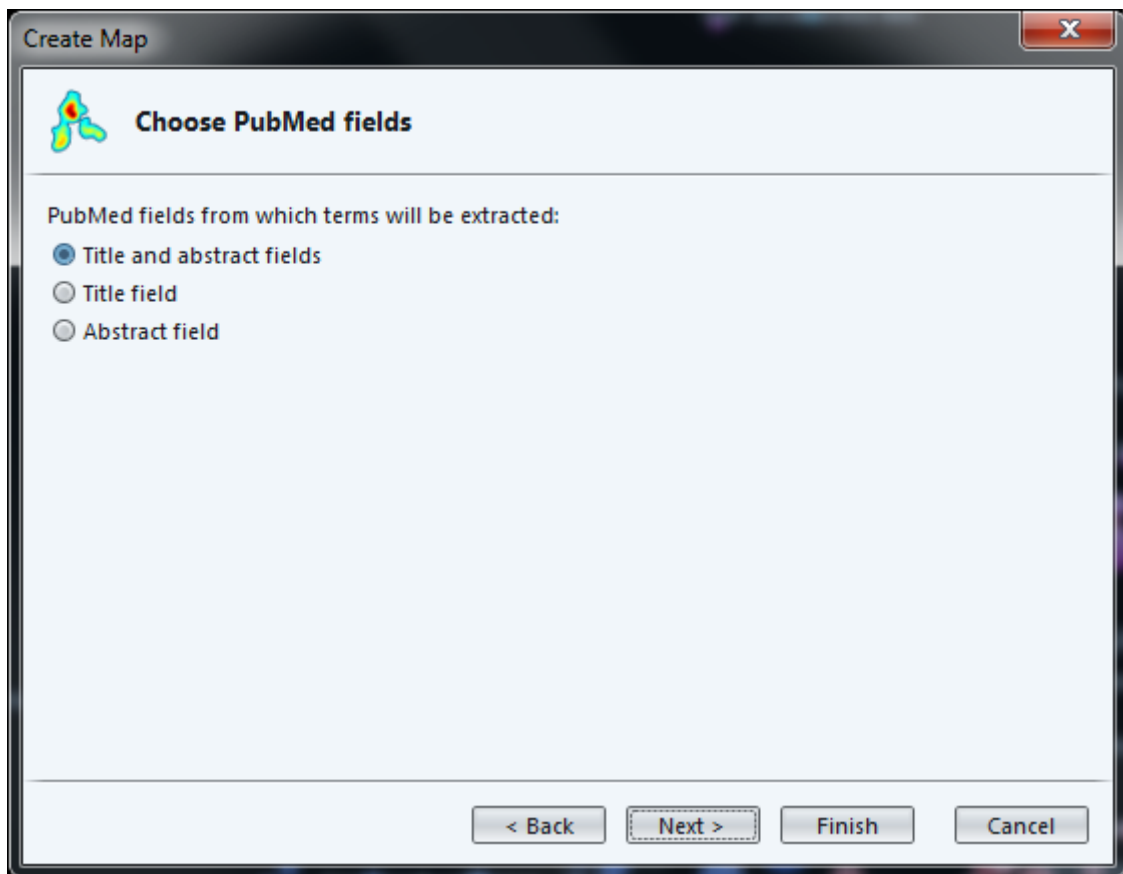 Create Map
Choose PubMed fields
PubMed fields from which terms will be extracted:
Title and abstract fields
Title field
Abstract field
< Back Next > Finish Cancel